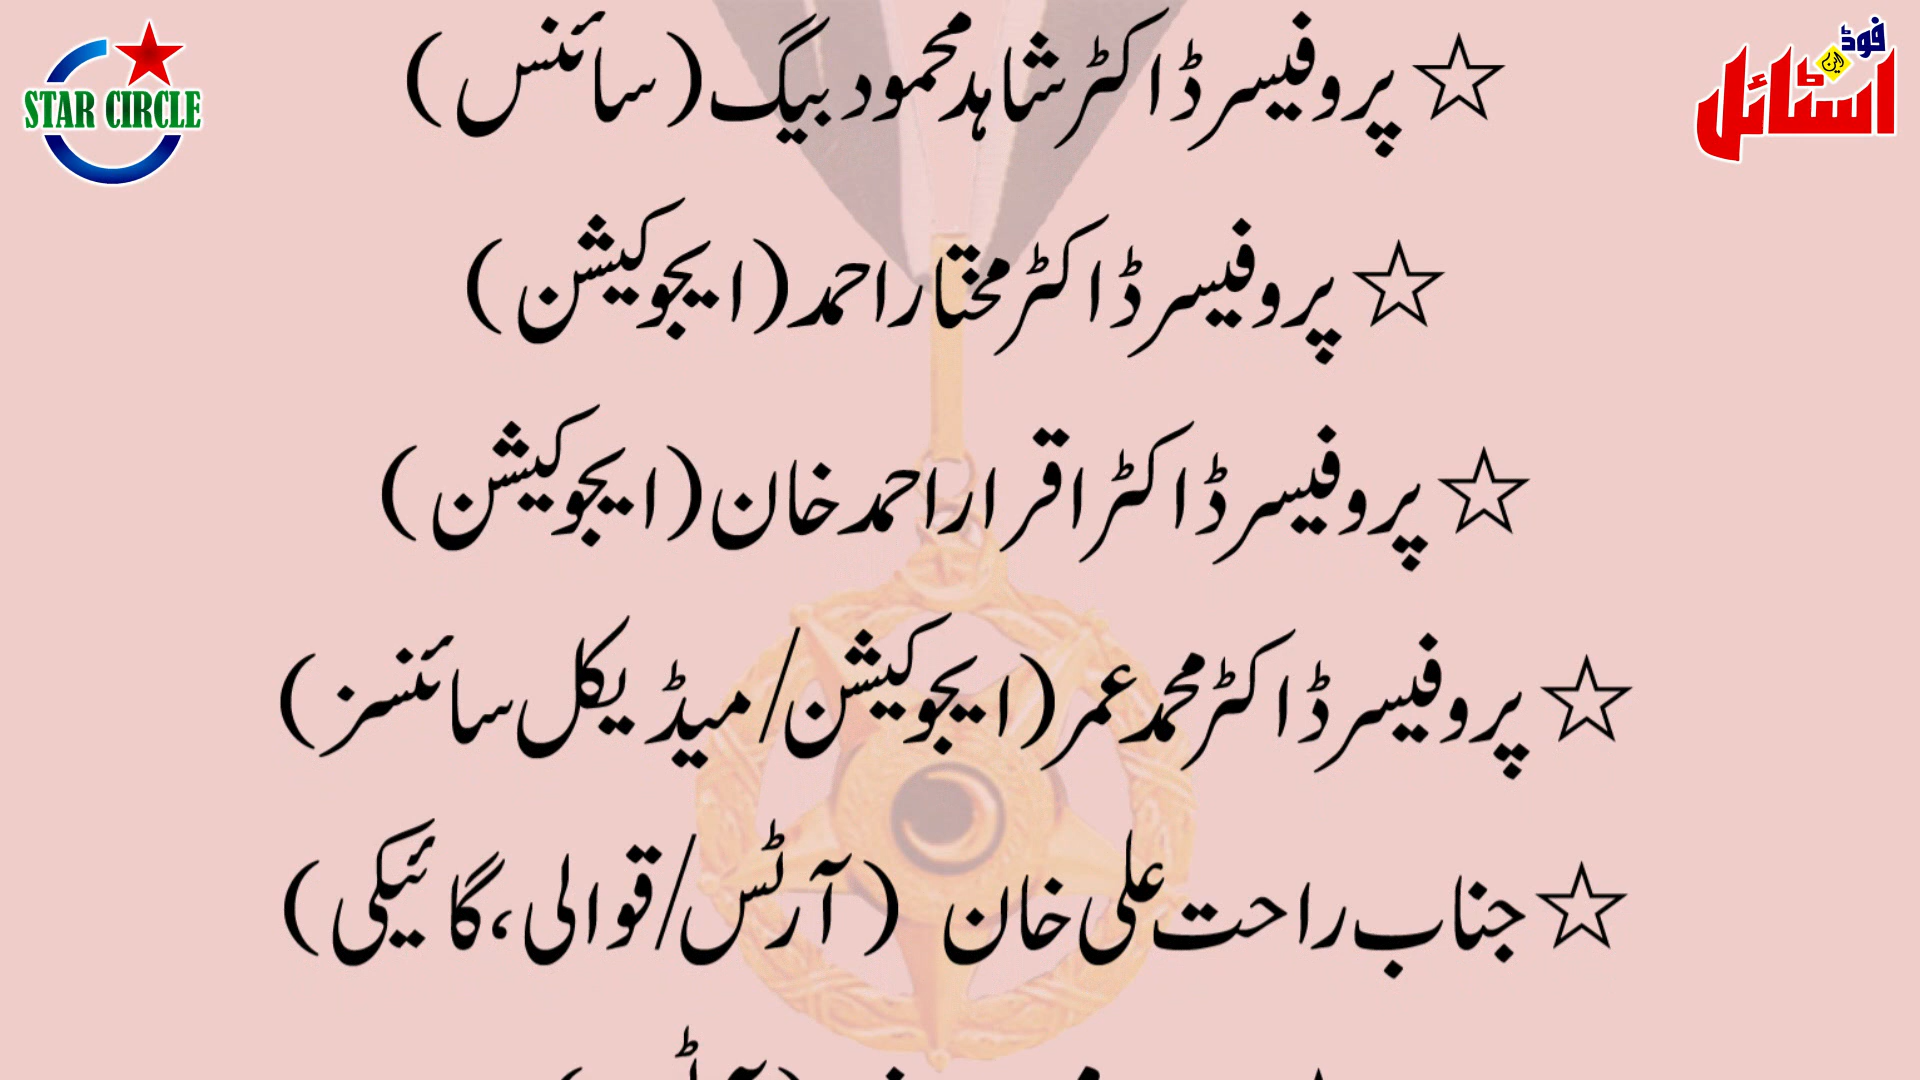 STAR CIRCLE
فوڈ این اسٹائل
☆پروفیسر ڈاکٹر شاہد محمود بیگ (سائنس)
☆پروفیسر ڈاکٹر مختار احمد (ایجوکیشن)
☆پروفیسر ڈاکٹر اقرار احمد خان (ایجوکیشن)
☆پروفیسر ڈاکٹر محمد عمر (ایجوکیشن/میڈیکل سائنسز)
☆جناب راحت علی خان (آرٹس/قوالی، گائیکی)